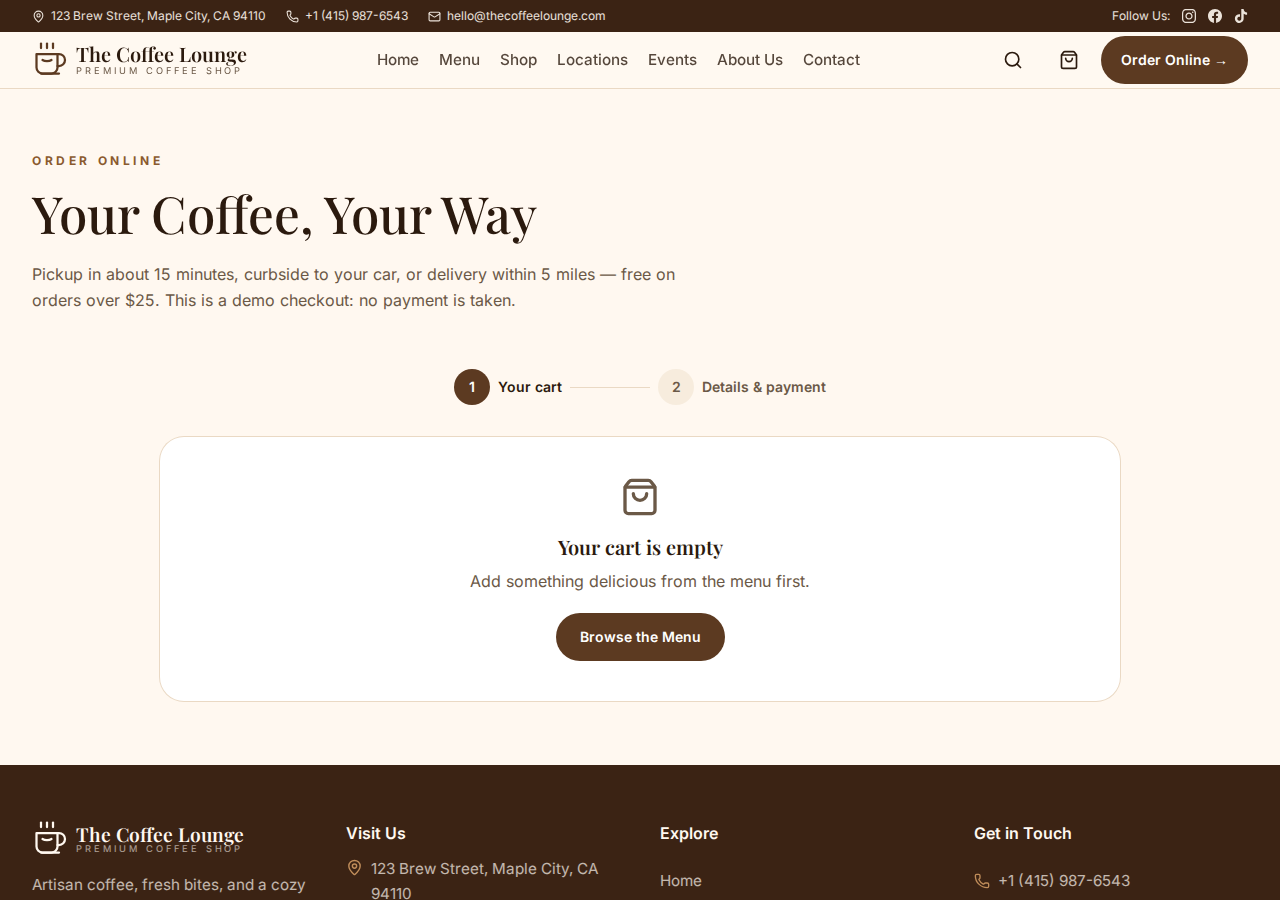 123 Brew Street, Maple City, CA 94110
+1 (415) 987-6543
hello@thecoffeelounge.com
Follow Us:
The Coffee Lounge
PREMIUM COFFEE SHOP
Home
Menu
Shop
Locations
Events
About Us
Contact
Order Online →
ORDER ONLINE
Your Coffee, Your Way
Pickup in about 15 minutes, curbside to your car, or delivery within 5 miles — free on
orders over $25. This is a demo checkout: no payment is taken.
1 Your cart
2 Details & payment
Your cart is empty
Add something delicious from the menu first.
Browse the Menu
The Coffee Lounge
PREMIUM COFFEE SHOP
Artisan coffee, fresh bites, and a cozy
Visit Us
123 Brew Street, Maple City, CA
94110
Explore
Home
Get in Touch
+1 (415) 987-6543